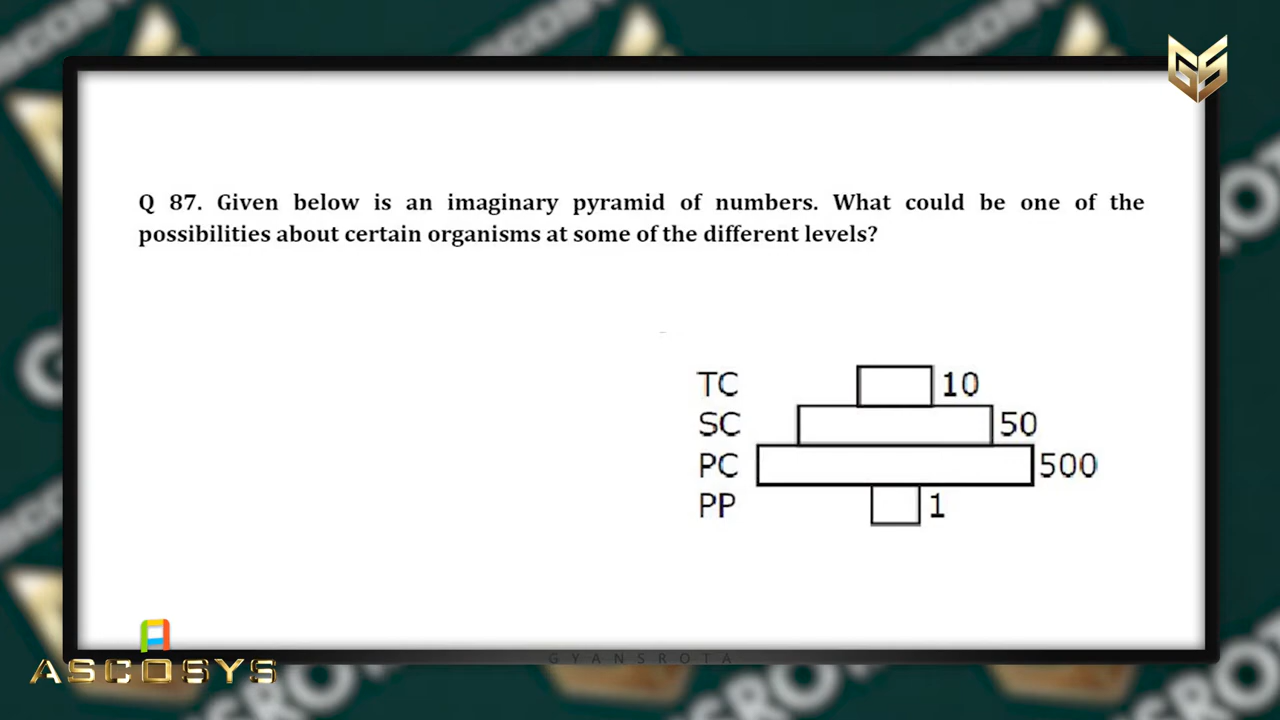 Q 87. Given below is an imaginary pyramid of numbers. What could be one of the
possibilities about certain organisms at some of the different levels?
TC 10
SC 50
PC 500
PP 1
GS
ASCOSYS
GYANSROTA